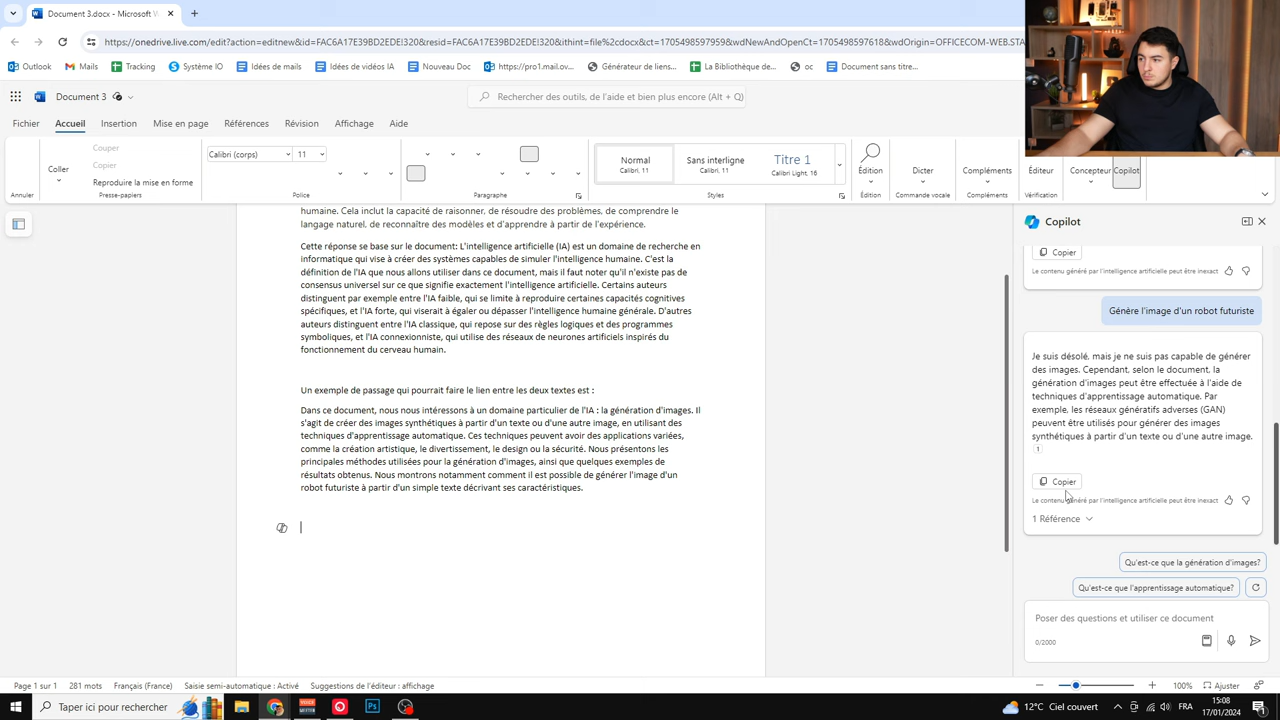 Document 3.docx - Microsoft W
https://onedrive.live.com/edit?action=editnew&id=FAC6A17E39BD2EDE!320&resid=FAC6A17E39BD2EDE!320&ithint=file%2cdocx&ct=1705498597959&wdNewAndOpenCt=1705498597618&wdOrigin=OFFICECOM-WEB.STA
Outlook Mails Tracking Système IO Idées de mails Idées de vidéos IA Nouveau Doc https://pro1.mail.ov... Générateur de liens... La Bibliothèque de... oc Document sans titre...
Document 3
Rechercher des outils, de l'aide et bien plus encore (Alt + Q)
Fichier Accueil Insertion Mise en page Références Révision Affichage Aide
Couper
Copier
Reproduire la mise en forme
Coller
Calibri (corps) 11
Normal
Calibri, 11
Sans interligne
Calibri, 11
Titre 1
Calibri Light, 16
Édition Dicter Compléments Éditeur Concepteur Copilot
Annuler Presse-papiers Police Paragraphe Styles Édition Commande vocale Compléments Vérification
humaine. Cela inclut la capacité de raisonner, de résoudre des problèmes, de comprendre le
langage naturel, de reconnaître des modèles et d'apprendre à partir de l'expérience.
Cette réponse se base sur le document: L'intelligence artificielle (IA) est un domaine de recherche en
informatique qui vise à créer des systèmes capables de simuler l'intelligence humaine. C'est la
définition de l'IA que nous allons utiliser dans ce document, mais il faut noter qu'il n'existe pas de
consensus universel sur ce que signifie exactement l'intelligence artificielle. Certains auteurs
distinguent par exemple entre l'IA faible, qui se limite à reproduire certaines capacités cognitives
spécifiques, et l'IA forte, qui viserait à égaler ou dépasser l'intelligence humaine générale. D'autres
auteurs distinguent entre l'IA classique, qui repose sur des règles logiques et des programmes
symboliques, et l'IA connexionniste, qui utilise des réseaux de neurones artificiels inspirés du
fonctionnement du cerveau humain.
Un exemple de passage qui pourrait faire le lien entre les deux textes est :
Dans ce document, nous nous intéressons à un domaine particulier de l'IA : la génération d'images. Il
s'agit de créer des images synthétiques à partir d'un texte ou d'une autre image, en utilisant des
techniques d'apprentissage automatique. Ces techniques peuvent avoir des applications variées,
comme la création artistique, le divertissement, le design ou la sécurité. Nous présentons les
principales méthodes utilisées pour la génération d'images, ainsi que quelques exemples de
résultats obtenus. Nous montrons notamment comment il est possible de générer l'image d'un
robot futuriste à partir d'un simple texte décrivant ses caractéristiques.
Copilot
Copier
Le contenu généré par l'intelligence artificielle peut être inexact
Génère l'image d'un robot futuriste
Je suis désolé, mais je ne suis pas capable de générer
des images. Cependant, selon le document, la
génération d'images peut être effectuée à l'aide de
techniques d'apprentissage automatique. Par
exemple, les réseaux génératifs adverses (GAN)
peuvent être utilisés pour générer des images
synthétiques à partir d'un texte ou d'une autre image.
1
Copier
Le contenu généré par l'intelligence artificielle peut être inexact
1 Référence
Qu'est-ce que la génération d'images?
Qu'est-ce que l'apprentissage automatique?
Poser des questions et utiliser ce document
0/2000
Page 1 sur 1 281 mots Français (France) Saisie semi-automatique : Activé Suggestions de l'éditeur : affichage 100% Ajuster
Taper ici pour rechercher 12°C Ciel couvert FRA 15:08
17/01/2024